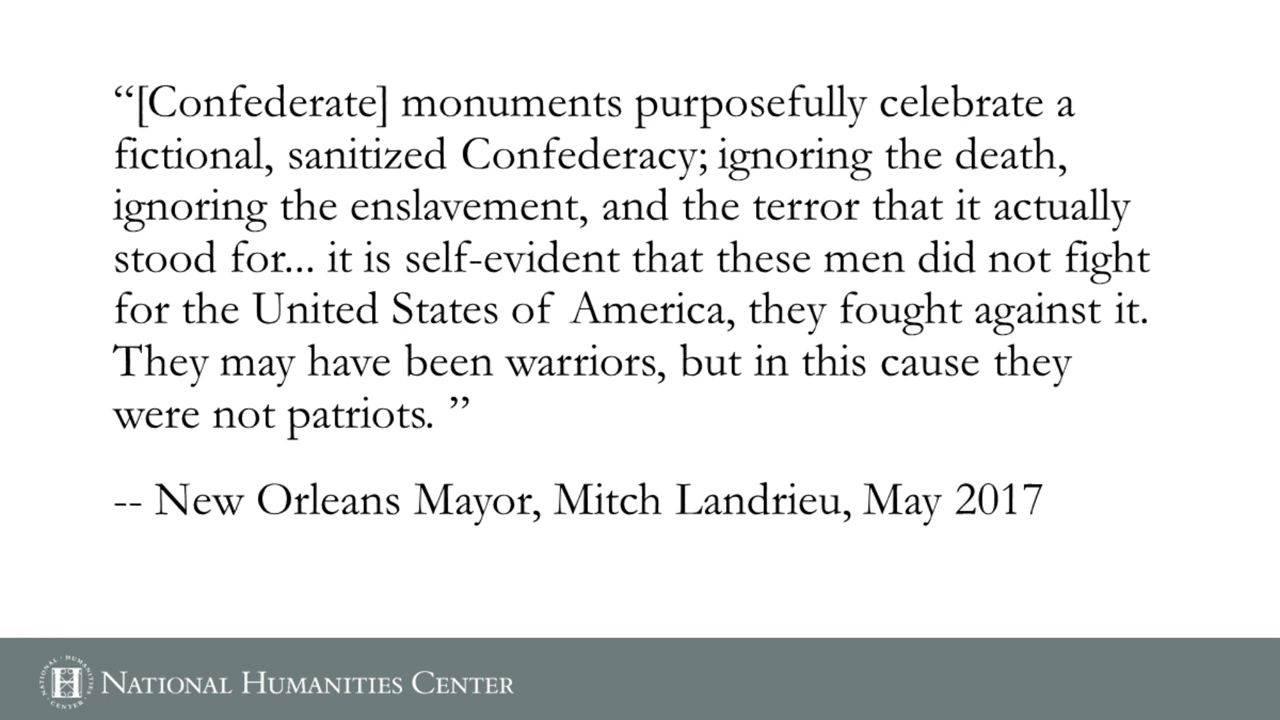 “[Confederate] monuments purposefully celebrate a
fictional, sanitized Confederacy; ignoring the death,
ignoring the enslavement, and the terror that it actually
stood for... it is self-evident that these men did not fight
for the United States of America, they fought against it.
They may have been warriors, but in this cause they
were not patriots. ”
-- New Orleans Mayor, Mitch Landrieu, May 2017
NATIONAL · HUMANITIES · CENTER ·
H
NATIONAL HUMANITIES CENTER